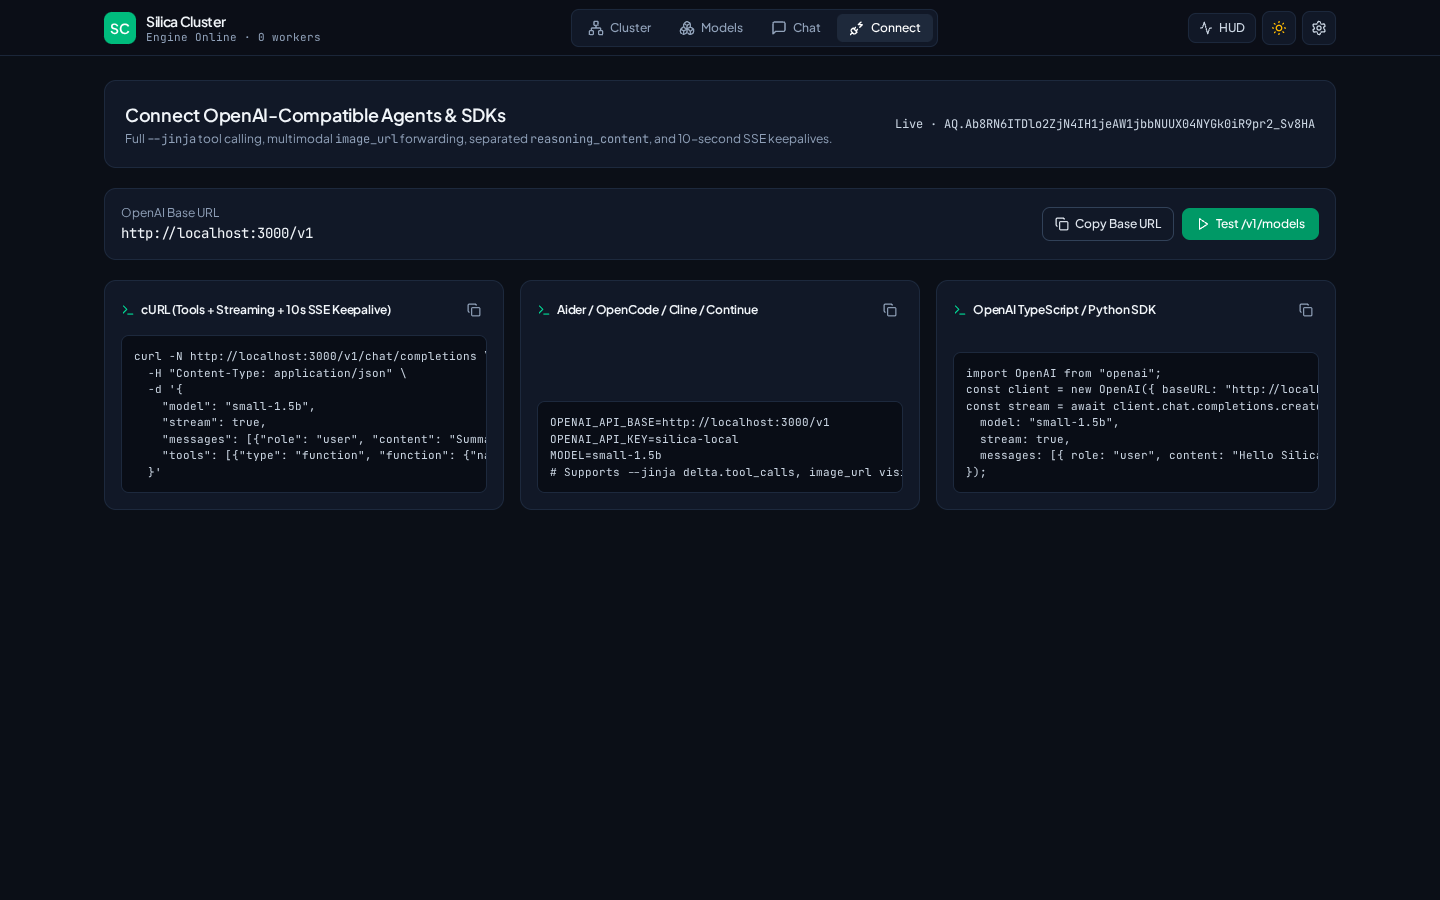 SC
Silica Cluster
Engine Online · 0 workers
Cluster
Models
Chat
Connect
HUD
Connect OpenAI-Compatible Agents & SDKs
Full --jinja tool calling, multimodal image_url forwarding, separated reasoning_content, and 10-second SSE keepalives.
Live · AQ.Ab8RN6ITDlo2ZjN4IH1jeAW1jbbNUUX04NYGk0iR9pr2_Sv8HA
OpenAI Base URL
http://localhost:3000/v1
Copy Base URL
Test /v1/models
cURL (Tools + Streaming + 10s SSE Keepalive)
curl -N http://localhost:3000/v1/chat/completions \
-H "Content-Type: application/json" \
-d '{
"model": "small-1.5b",
"stream": true,
"messages": [{"role": "user", "content": "Summa
"tools": [{"type": "function", "function": {"na
}'
Aider / OpenCode / Cline / Continue
OPENAI_API_BASE=http://localhost:3000/v1
OPENAI_API_KEY=silica-local
MODEL=small-1.5b
# Supports --jinja delta.tool_calls, image_url visi
OpenAI TypeScript / Python SDK
import OpenAI from "openai";
const client = new OpenAI({ baseURL: "http://localh
const stream = await client.chat.completions.create
model: "small-1.5b",
stream: true,
messages: [{ role: "user", content: "Hello Silica
});